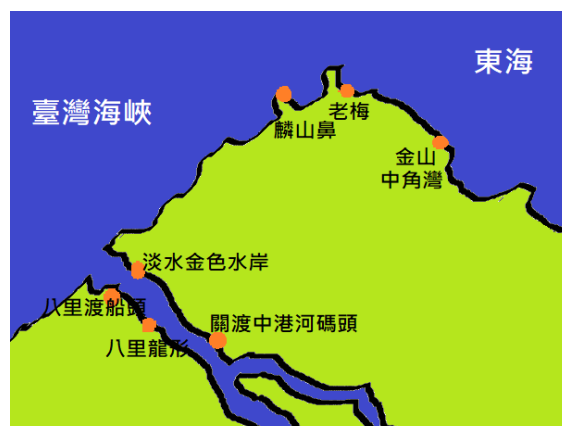 東海
臺灣海峽
老梅
麟山鼻
金山
中角灣
淡水金色水岸
八里渡船頭
關渡中港河碼頭
八里龍形